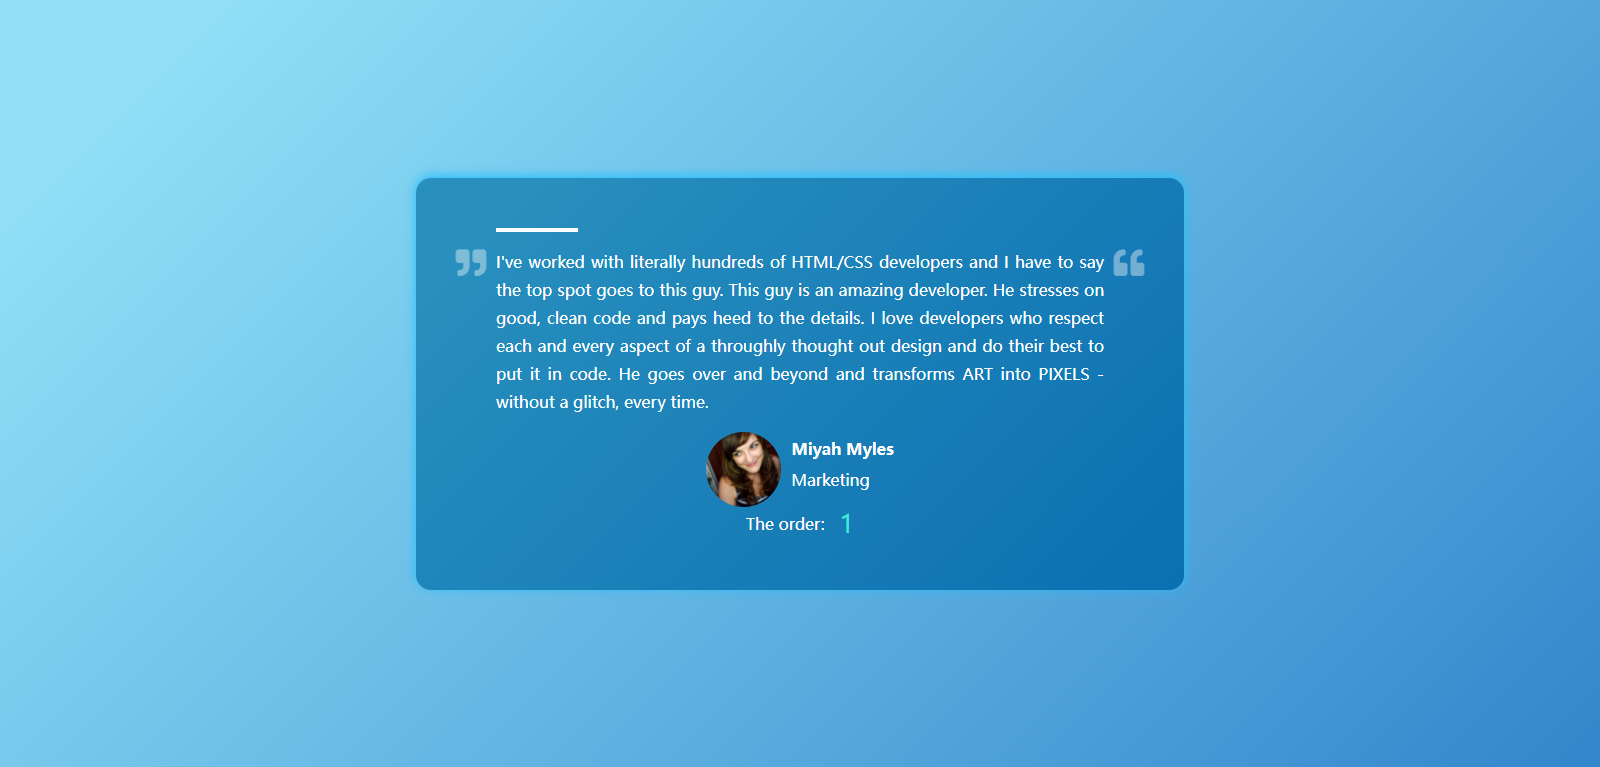 I've worked with literally hundreds of HTML/CSS developers and I have to say
the top spot goes to this guy. This guy is an amazing developer. He stresses on
good, clean code and pays heed to the details. I love developers who respect
each and every aspect of a throughly thought out design and do their best to
put it in code. He goes over and beyond and transforms ART into PIXELS -
without a glitch, every time.
Miyah Myles
Marketing
The order: 1